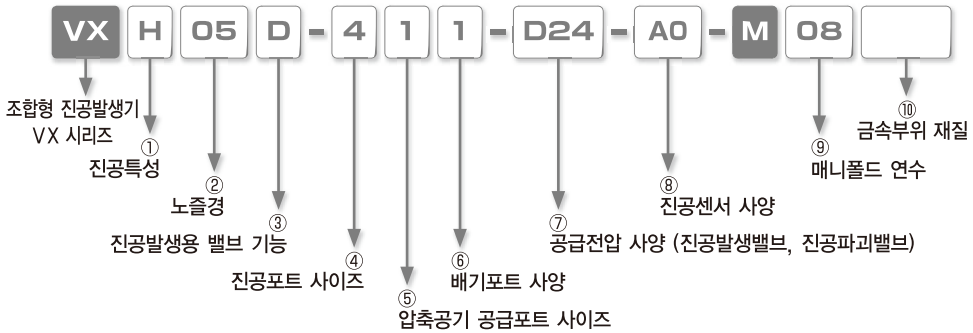 VX H 05 D - 4 1 1 - D24 - A0 - M 08
조합형 진공발생기
VX 시리즈
①
진공특성
②
노즐경
③
진공발생용 밸브 기능
④
진공포트 사이즈
⑤
압축공기 공급포트 사이즈
⑥
배기포트 사양
⑦
공급전압 사양 (진공발생밸브, 진공파괴밸브)
⑧
진공센서 사양
⑨
매니폴드 연수
⑩
금속부위 재질